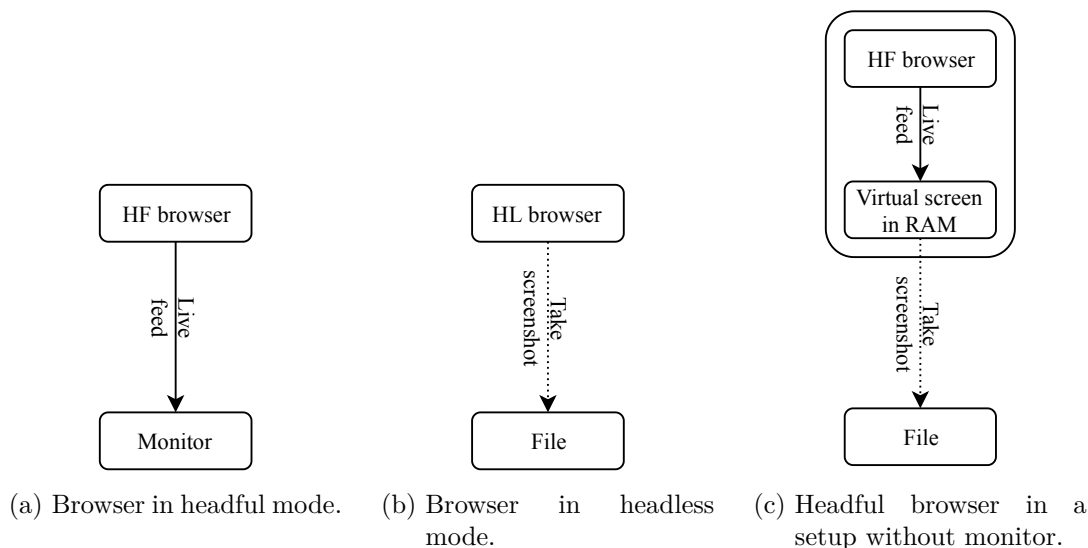 HF browser
Live
feed
Monitor
(a) Browser in headful mode.
HL browser
Take
screenshot
File
(b) Browser in headless
mode.
HF browser
Live
feed
Virtual screen
in RAM
Take
screenshot
File
(c) Headful browser in a
setup without monitor.